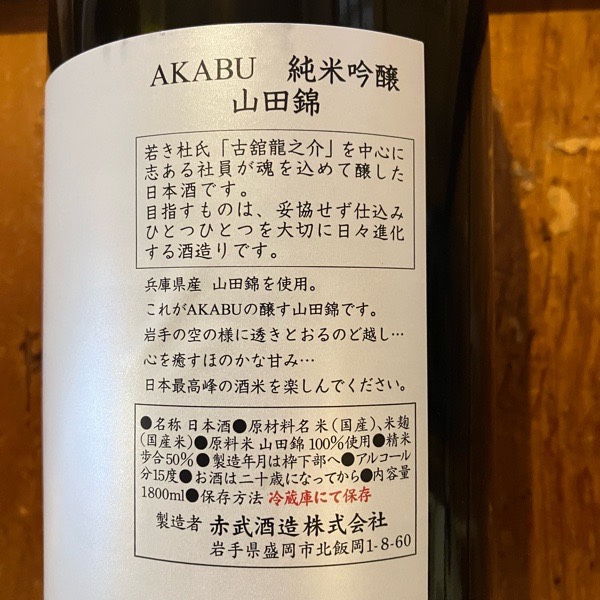 AKABU 純米吟醸
山田錦
若き杜氏「古舘龍之介」を中心に
志ある社員が魂を込めて醸した
日本酒です。
目指すものは、妥協せず仕込み
ひとつひとつを大切に日々進化
する酒造りです。
兵庫県産 山田錦を使用。
これがAKABUの醸す山田錦です。
岩手の空の様に透きとおるのど越し…
心を癒すほのかな甘み…
日本最高峰の酒米を楽しんでください。
●名称 日本酒●原材料名 米(国産)、米麹
(国産米)●原料米 山田錦100%使用●精米
歩合50%●製造年月は枠下部へ●アルコール
分15度●お酒は二十歳になってから●内容量
1800ml●保存方法 冷蔵庫にて保存
製造者 赤武酒造株式会社
岩手県盛岡市北飯岡1-8-60